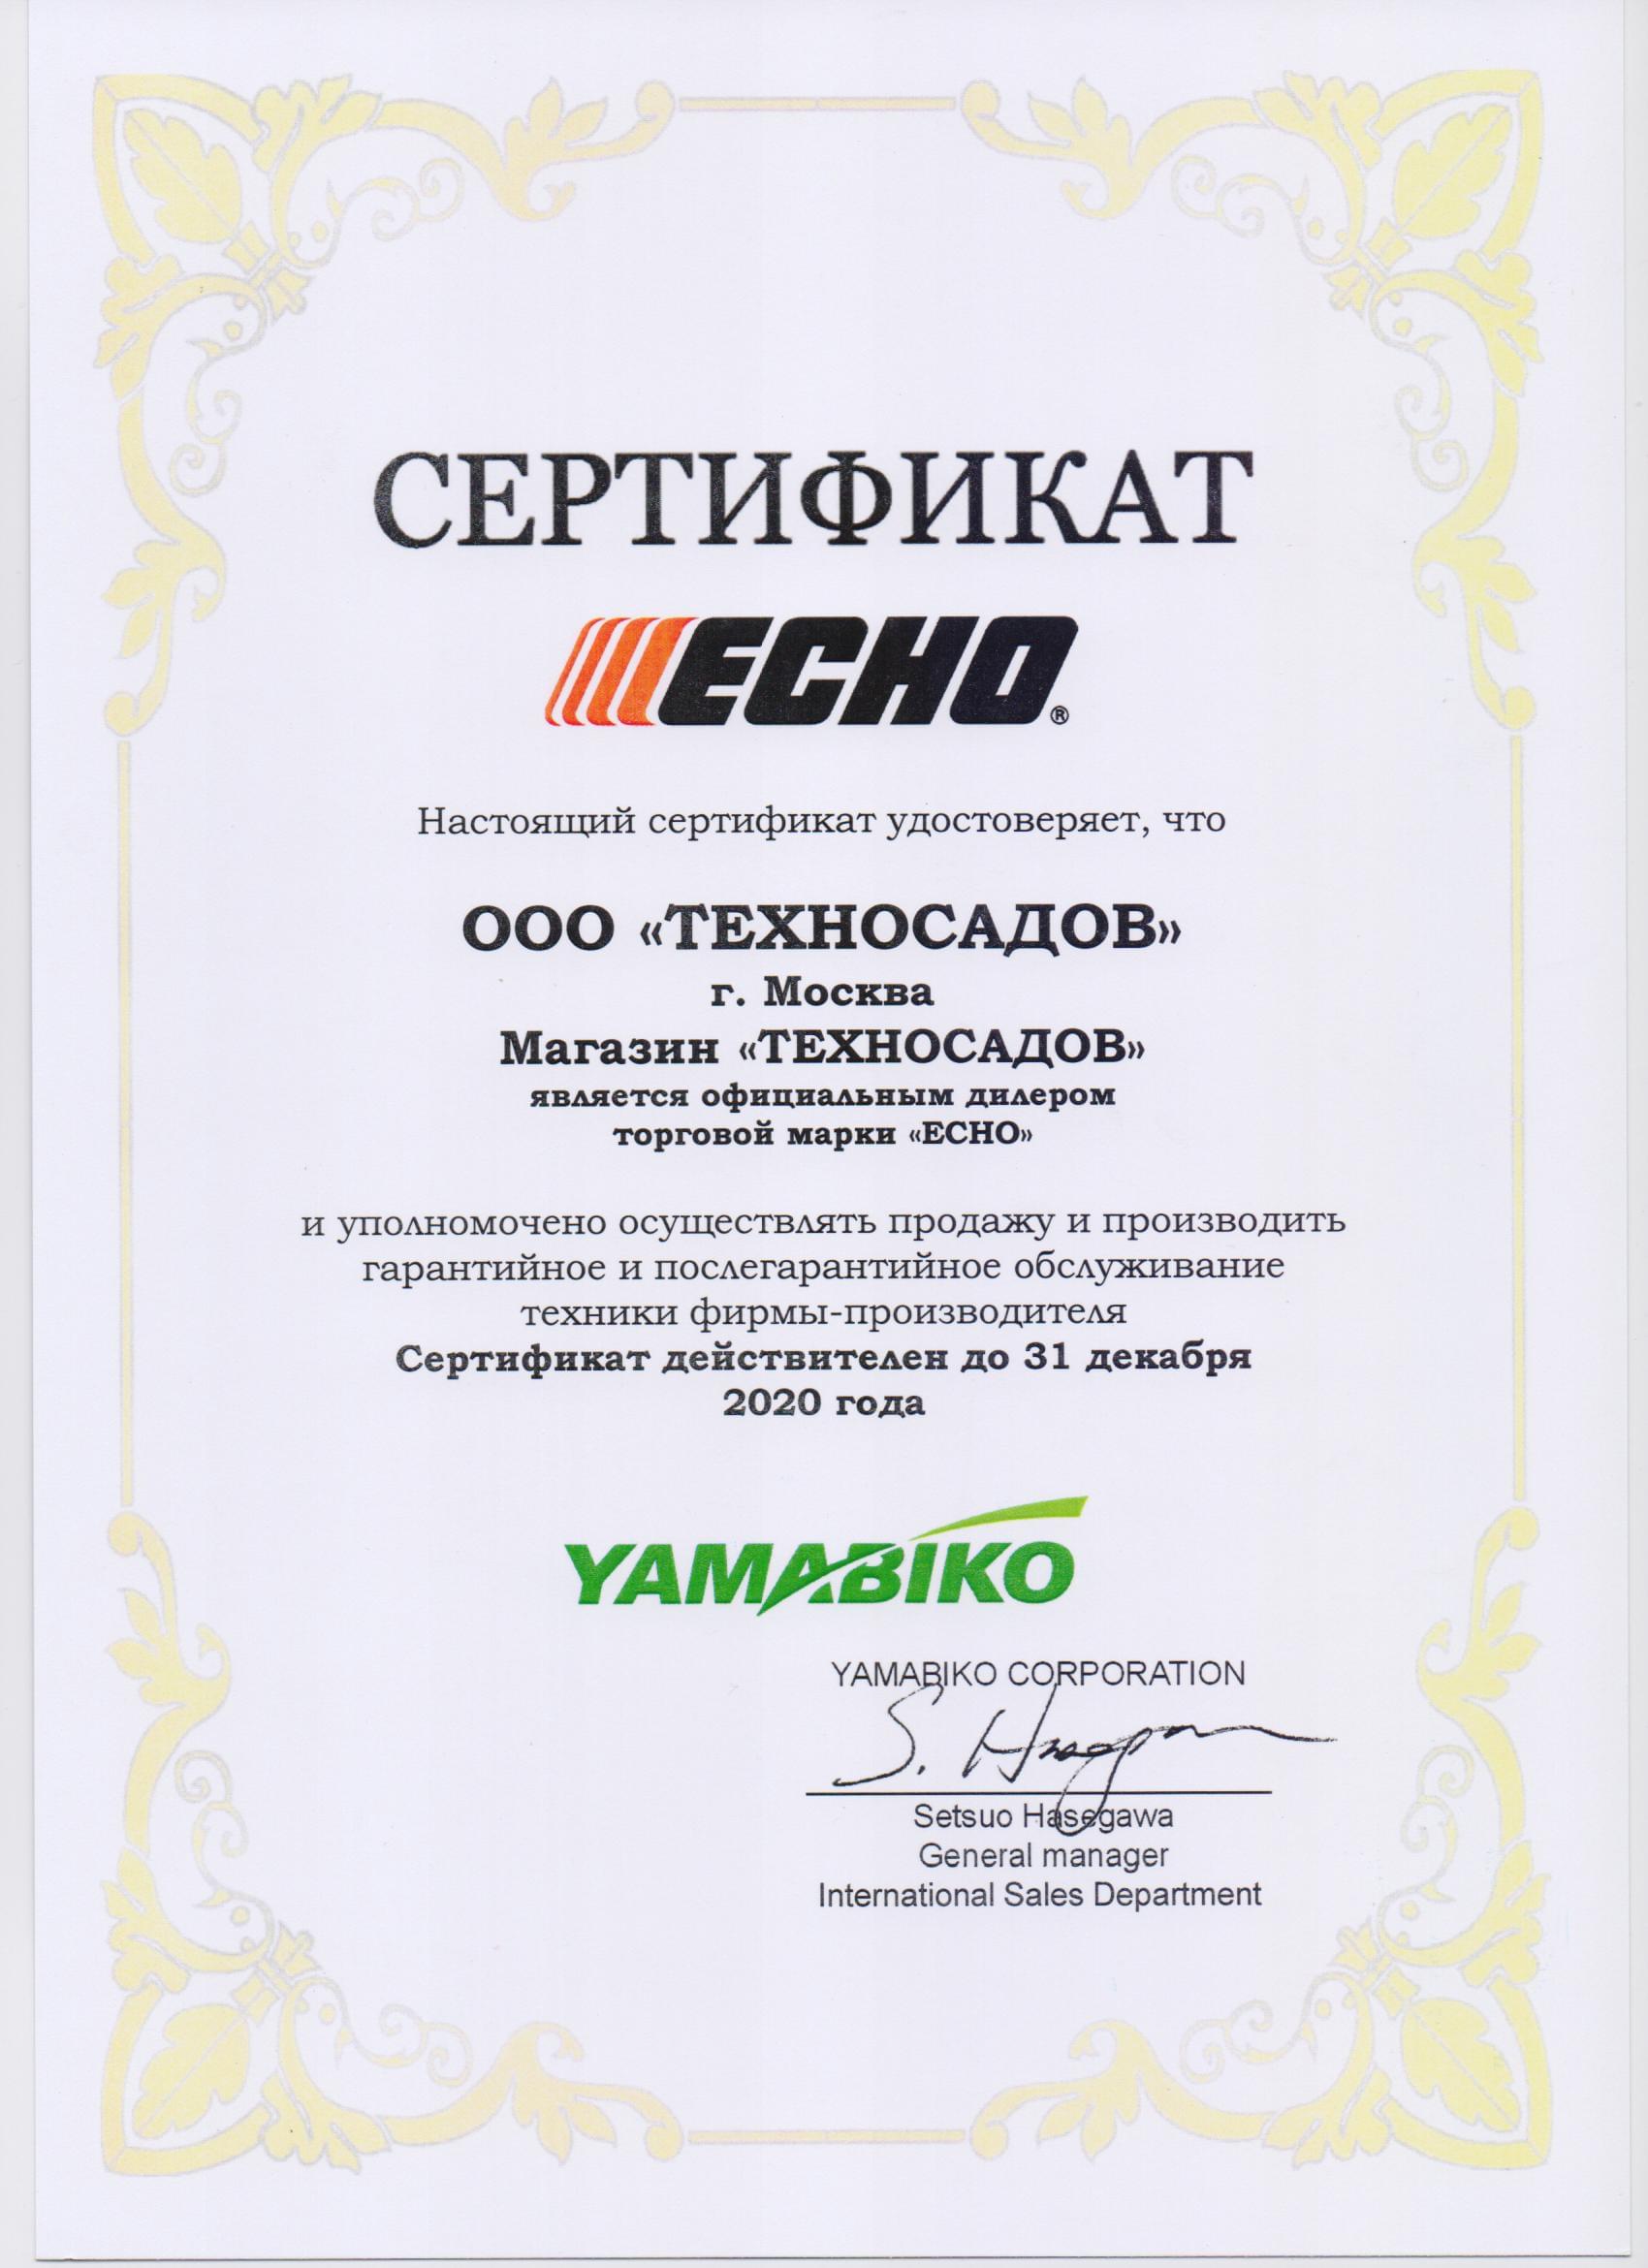 СЕРТИФИКАТ
ECHO®
Настоящий сертификат удостоверяет, что
ООО «ТЕХНОСАДОВ»
г. Москва
Магазин «ТЕХНОСАДОВ»
является официальным дилером
торговой марки «ECHO»
и уполномочено осуществлять продажу и производить
гарантийное и послегарантийное обслуживание
техники фирмы-производителя
Сертификат действителен до 31 декабря
2020 года
YAMABIKO
YAMABIKO CORPORATION
Setsuo Hasegawa
General manager
International Sales Department